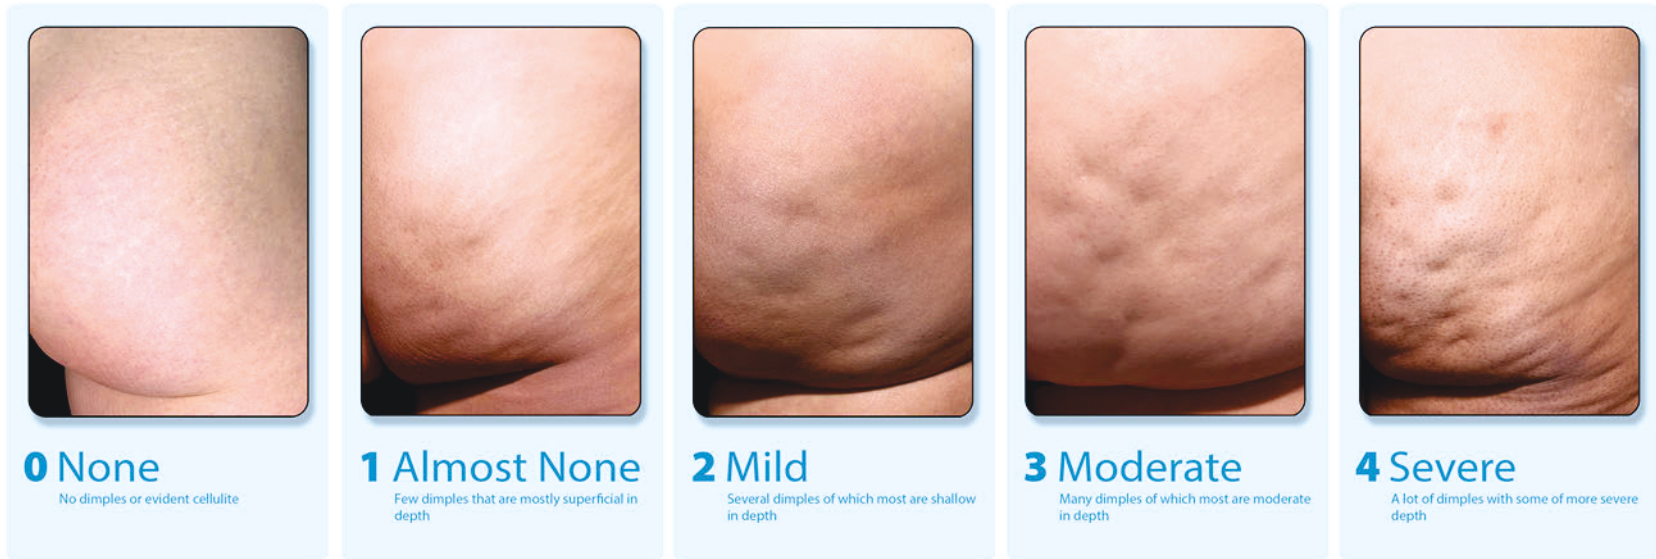 0 None
No dimples or evident cellulite
1 Almost None
Few dimples that are mostly superficial in
depth
2 Mild
Several dimples of which most are shallow
in depth
3 Moderate
Many dimples of which most are moderate
in depth
4 Severe
A lot of dimples with some of more severe
depth